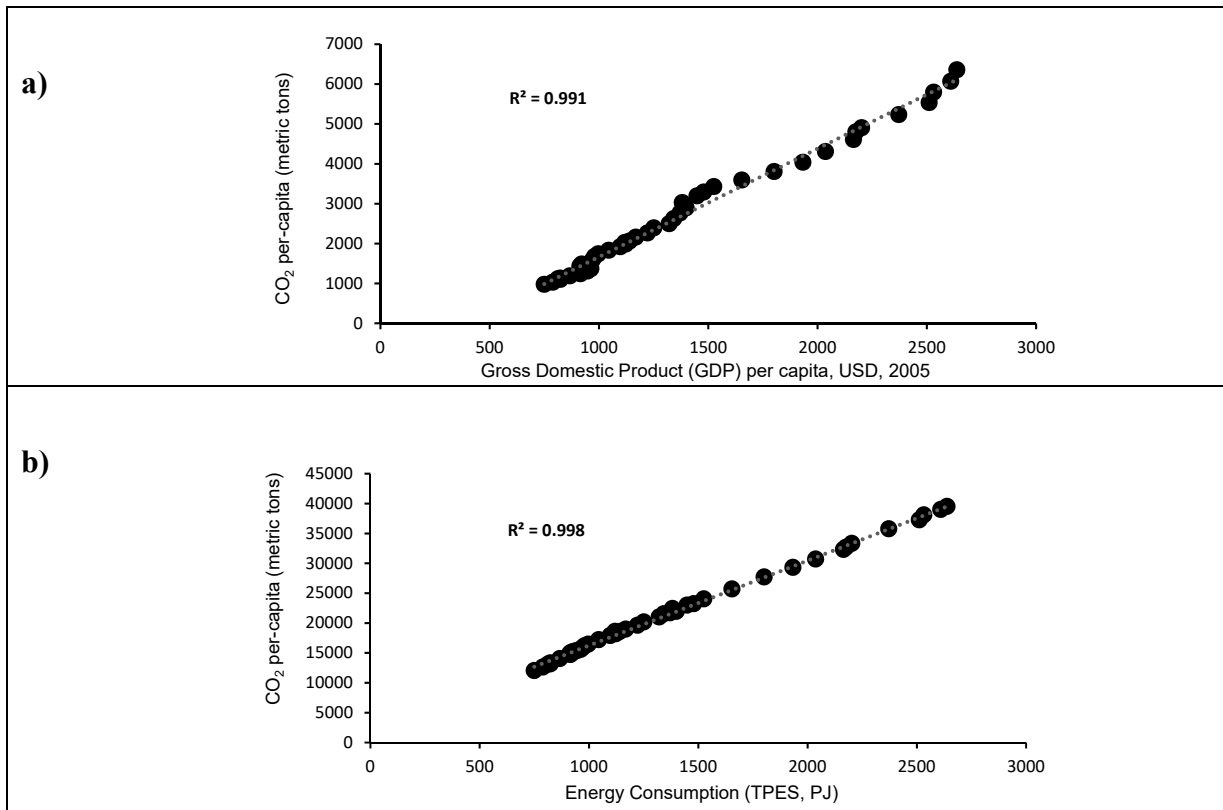 a)
R² = 0.991
CO₂ per-capita (metric tons)
7000
6000
5000
4000
3000
2000
1000
0
0 500 1000 1500 2000 2500 3000
Gross Domestic Product (GDP) per capita, USD, 2005
b)
R² = 0.998
CO₂ per-capita (metric tons)
45000
40000
35000
30000
25000
20000
15000
10000
5000
0
0 500 1000 1500 2000 2500 3000
Energy Consumption (TPES, PJ)